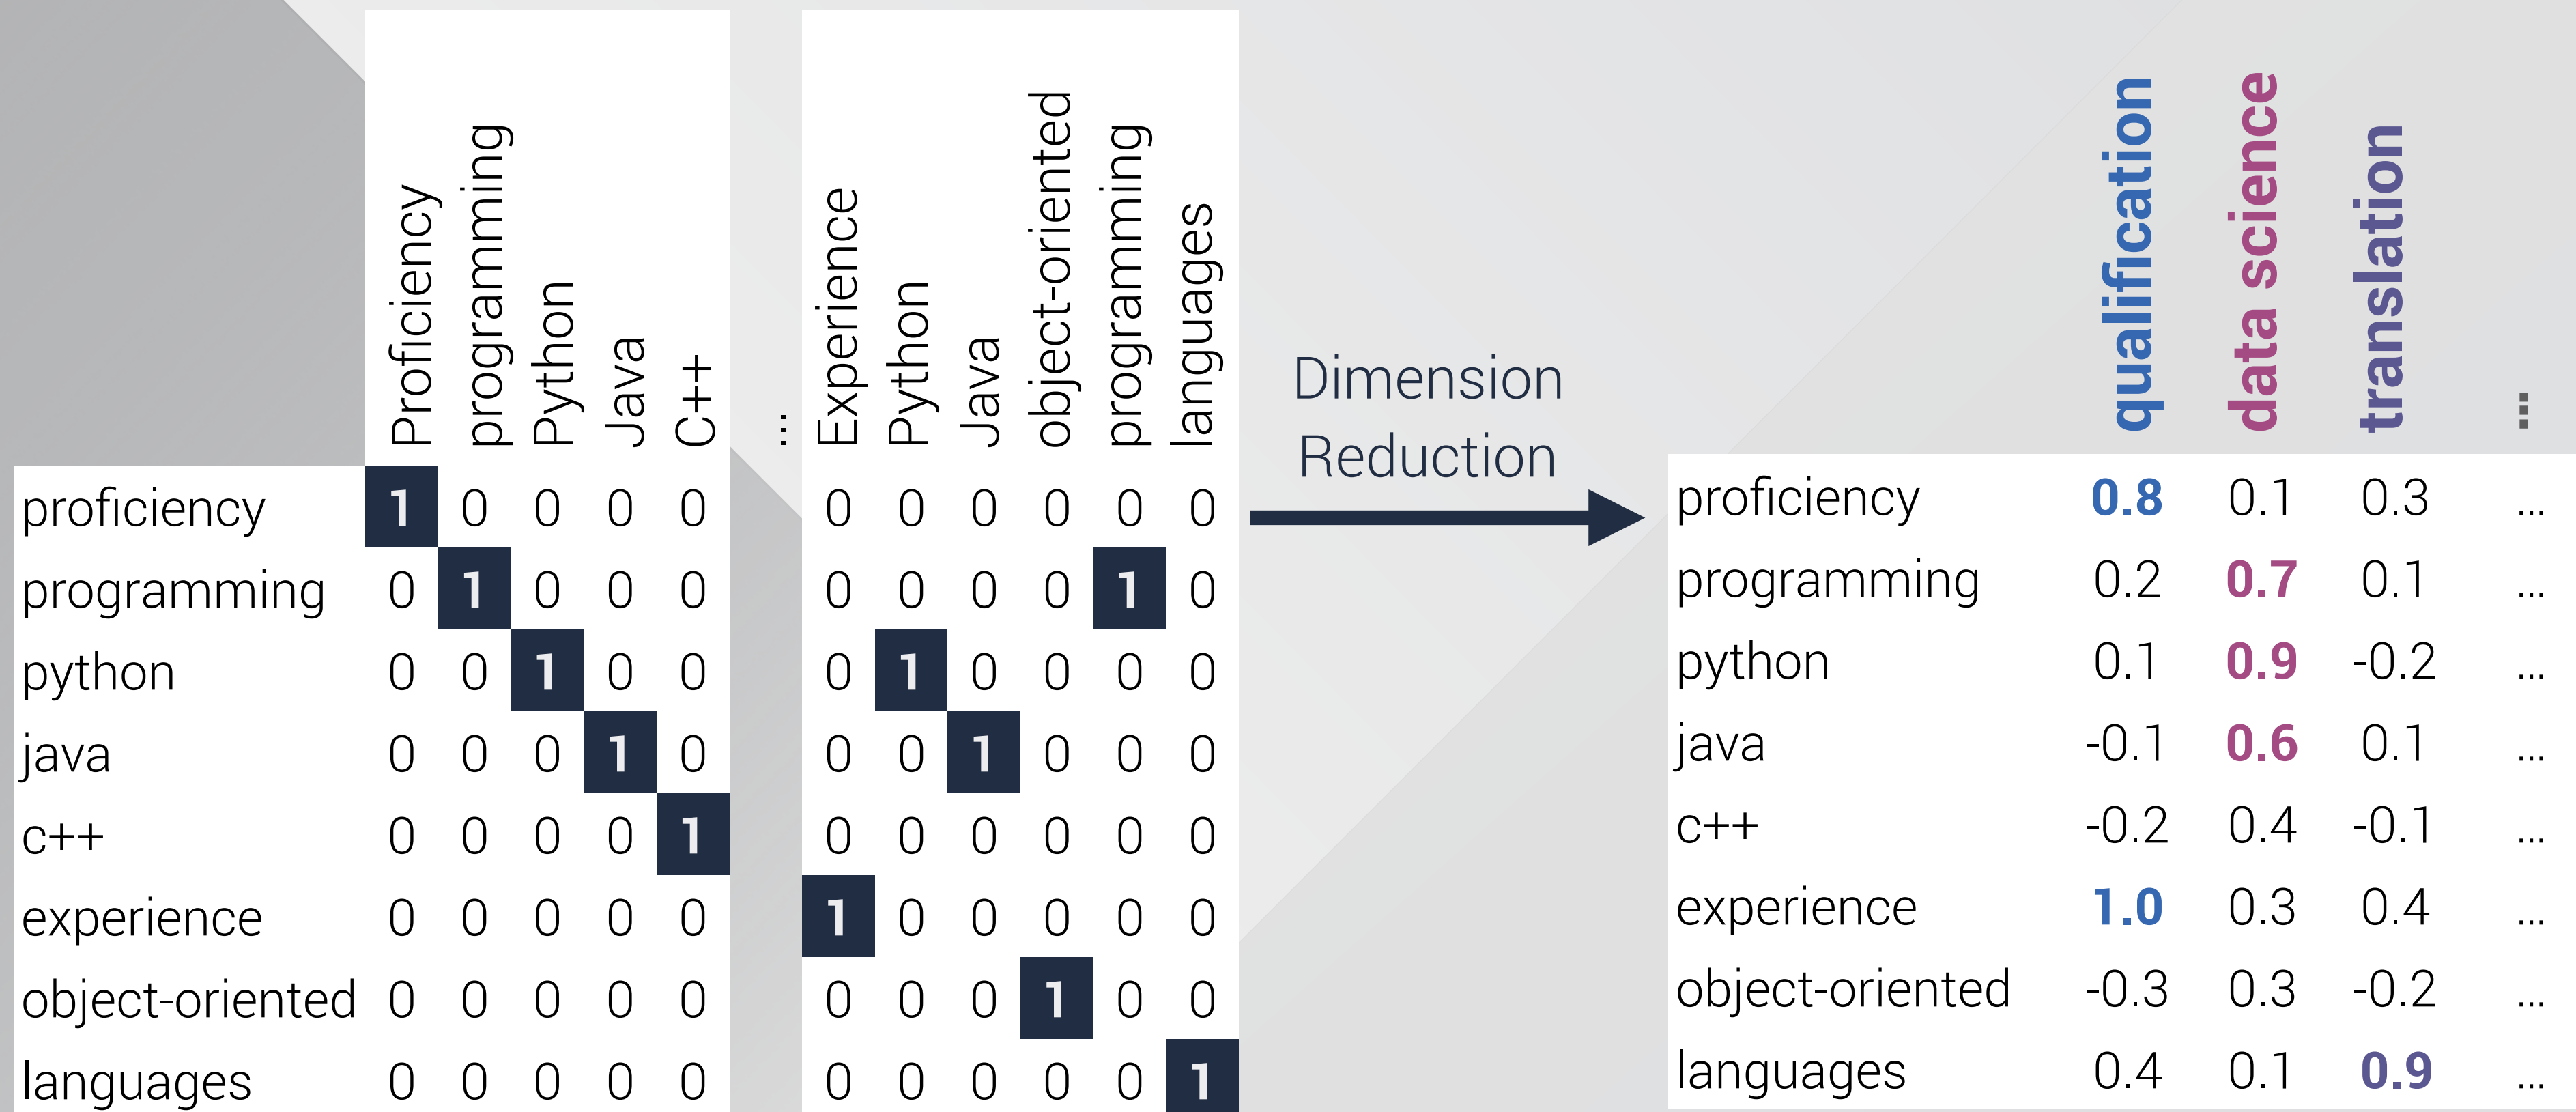 Proficiency programming Python Java C++ ... Experience Python Java object-oriented programming languages
proficiency 1 0 0 0 0 0 0 0 0 0 0
programming 0 1 0 0 0 0 0 0 0 1 0
python 0 0 1 0 0 0 1 0 0 0 0
java 0 0 0 1 0 0 0 1 0 0 0
c++ 0 0 0 0 1 0 0 0 0 0 0
experience 0 0 0 0 0 1 0 0 0 0 0
object-oriented 0 0 0 0 0 0 0 0 1 0 0
languages 0 0 0 0 0 0 0 0 0 0 1
Dimension
Reduction
qualification data science translation ...
proficiency 0.8 0.1 0.3 ...
programming 0.2 0.7 0.1 ...
python 0.1 0.9 -0.2 ...
java -0.1 0.6 0.1 ...
c++ -0.2 0.4 -0.1 ...
experience 1.0 0.3 0.4 ...
object-oriented -0.3 0.3 -0.2 ...
languages 0.4 0.1 0.9 ...